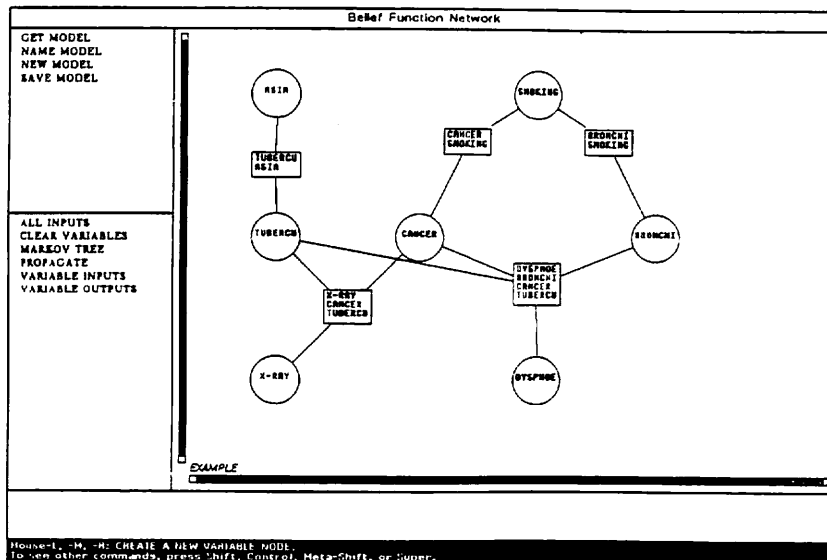 Belief Function Network
GET MODEL
NAME MODEL
NEW MODEL
SAVE MODEL
ALL INPUTS
CLEAR VARIABLES
MARKOV TREE
PROPAGATE
VARIABLE INPUTS
VARIABLE OUTPUTS
ASIA
SMOKING
TUBERCU
ASIA
CANCER
SMOKING
BRONCHI
SMOKING
TUBERCU
CANCER
BRONCHI
X-RAY
CANCER
TUBERCU
DYSPNOE
BRONCHI
CANCER
TUBERCU
X-RAY
DYSPNOE
EXAMPLE
Mouse-L, -M, -R: CREATE A NEW VARIABLE NODE.
To see other commands, press Shift, Control, Meta-Shift, or Super.